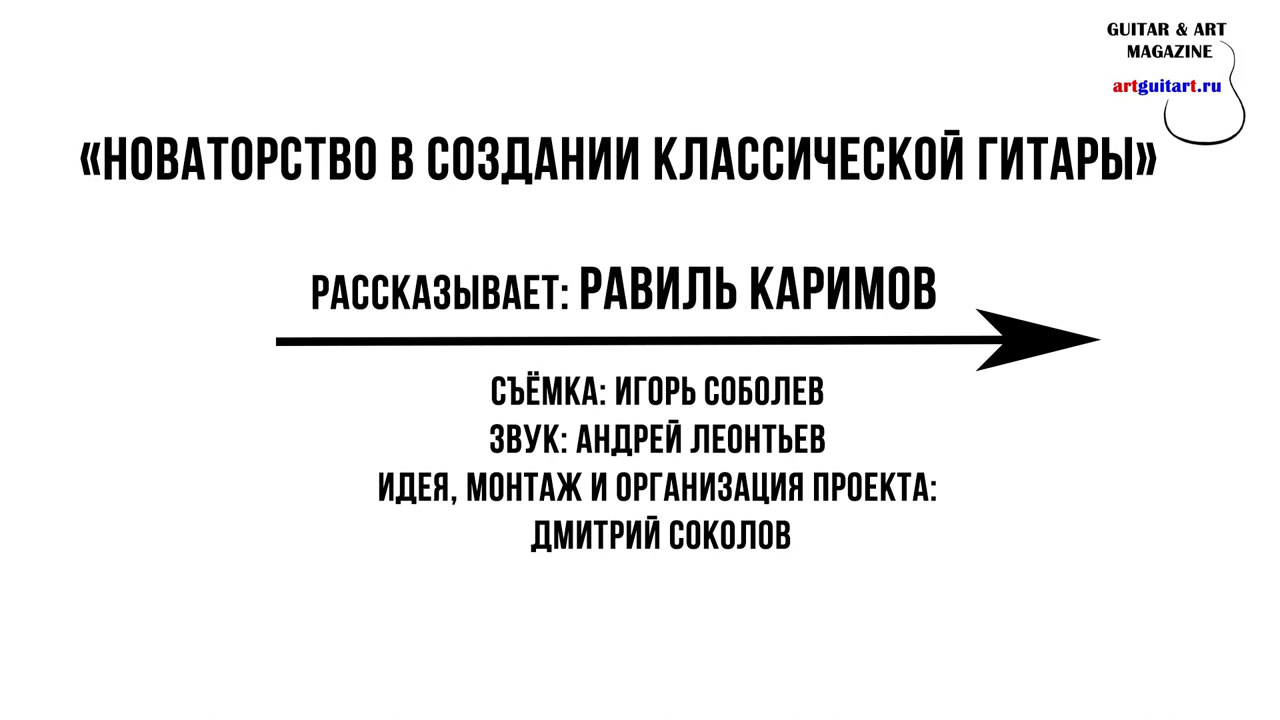 GUITAR & ART
MAGAZINE
artguitart.ru
«НОВАТОРСТВО В СОЗДАНИИ КЛАССИЧЕСКОЙ ГИТАРЫ»
РАССКАЗЫВАЕТ: РАВИЛЬ КАРИМОВ
СЪЁМКА: ИГОРЬ СОБОЛЕВ
ЗВУК: АНДРЕЙ ЛЕОНТЬЕВ
ИДЕЯ, МОНТАЖ И ОРГАНИЗАЦИЯ ПРОЕКТА:
ДМИТРИЙ СОКОЛОВ